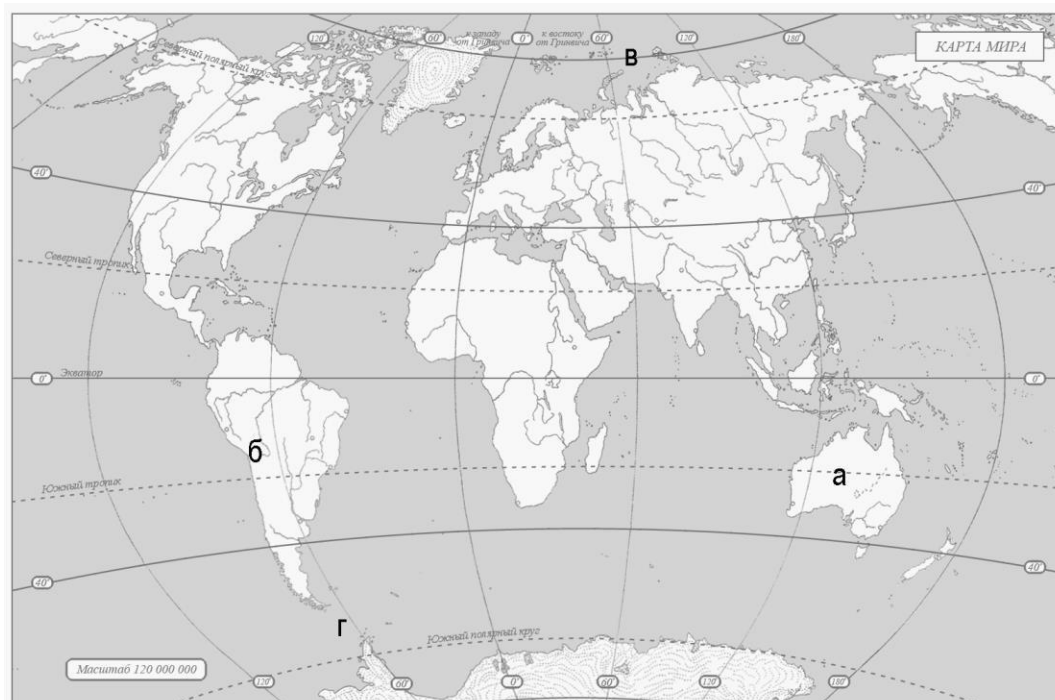 120°
60°
к западу
от Гринвича
0°
к востоку
от Гринвича
60°
120°
180°
КАРТА МИРА
в
Северный полярный круг
40°
40°
Северный тропик
Экватор
0°
0°
б
а
Южный тропик
40°
40°
г
Южный полярный круг
Масштаб 120 000 000
120°
60°
0°
60°
120°
180°